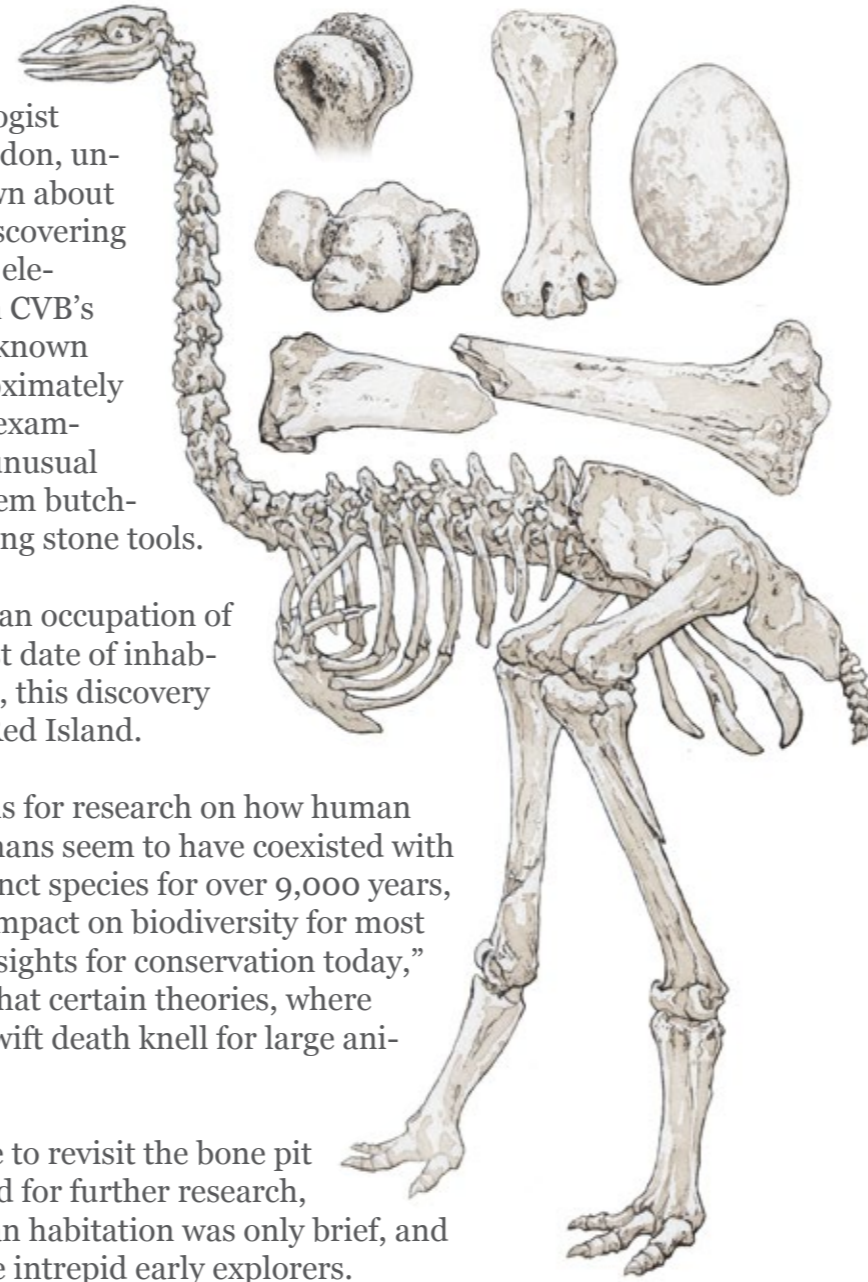 ogist
don, un-
wn about
scovering
ele-
CVB’s
known
oximately
exam-
unusual
em butch-
ng stone tools.
an occupation of
t date of inhab-
, this discovery
Red Island.
s for research on how human
mans seem to have coexisted with
nct species for over 9,000 years,
mpact on biodiversity for most
sights for conservation today,”
hat certain theories, where
wift death knell for large ani-
e to revisit the bone pit
d for further research,
n habitation was only brief, and
e intrepid early explorers.